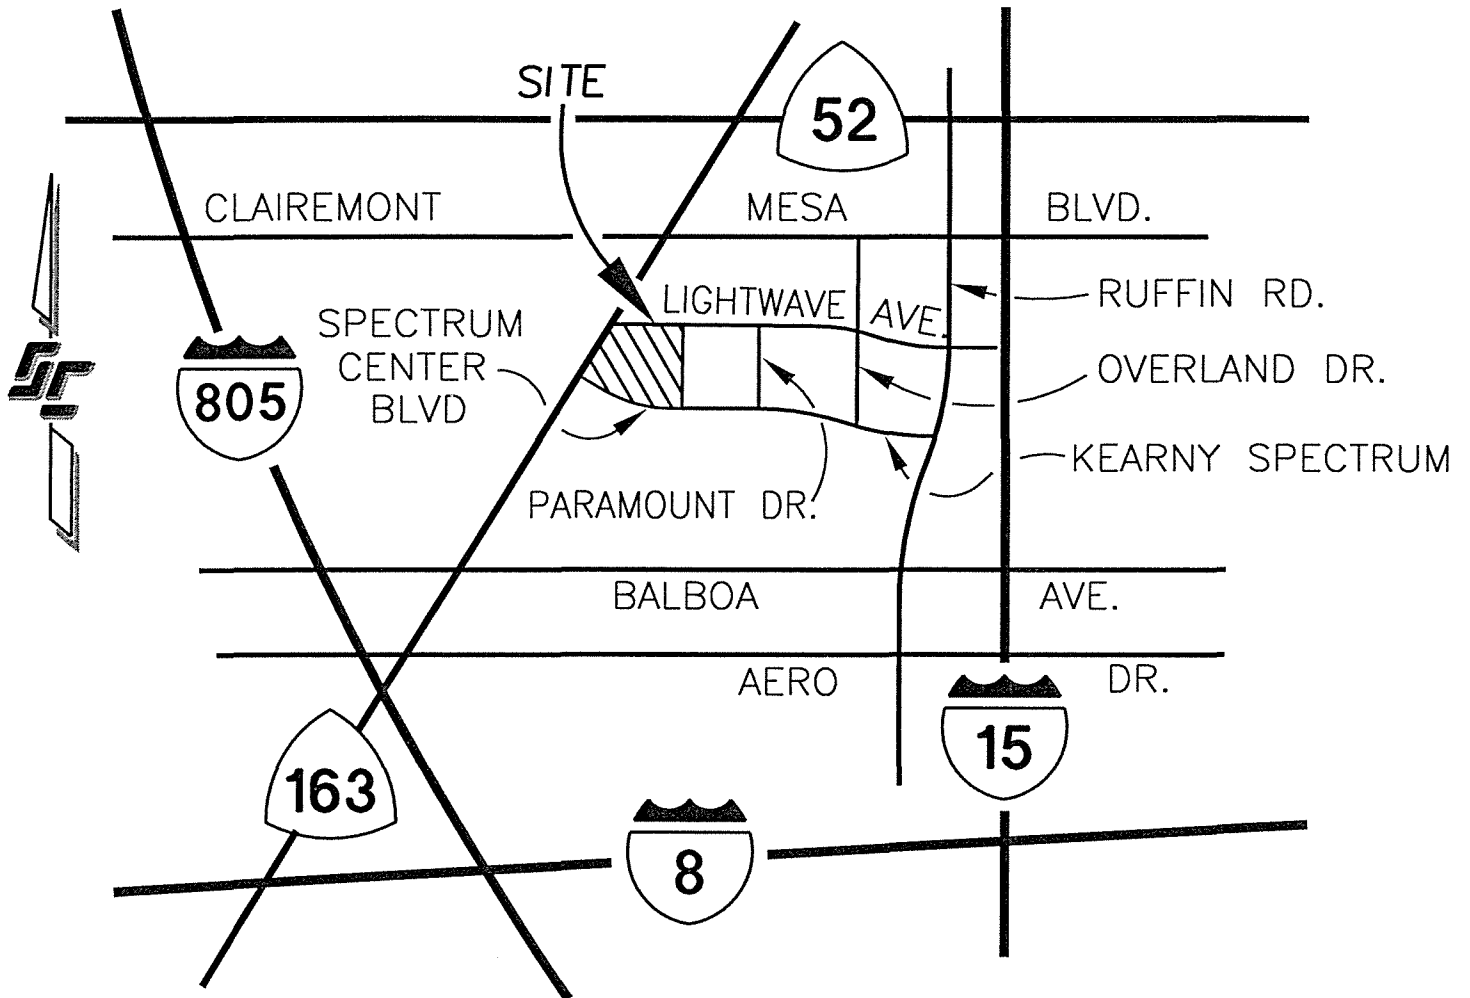 SITE
52
CLAIREMONT MESA BLVD.
LIGHTWAVE AVE.
RUFFIN RD.
SPECTRUM
CENTER
BLVD
OVERLAND DR.
805
KEARNY SPECTRUM
PARAMOUNT DR.
BALBOA AVE.
AERO DR.
15
163
8